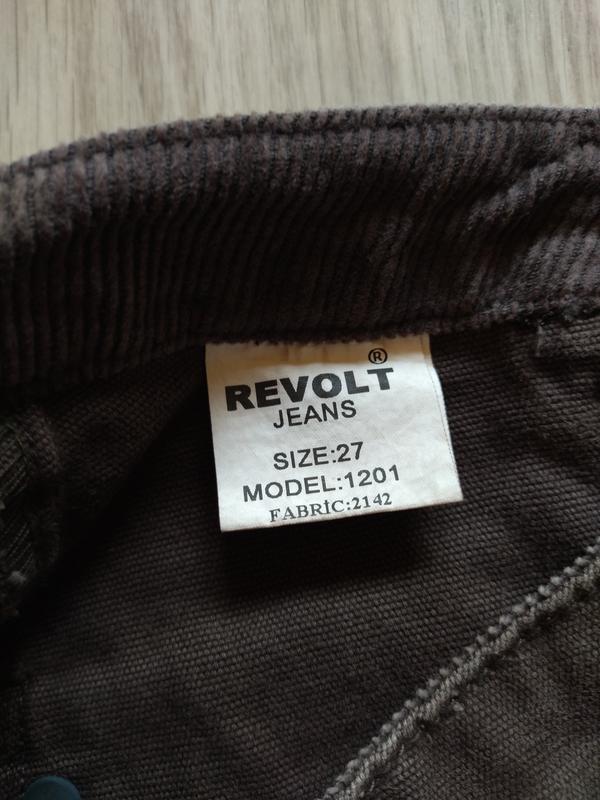 ®
REVOLT
JEANS
SIZE:27
MODEL:1201
FABRİC:2142